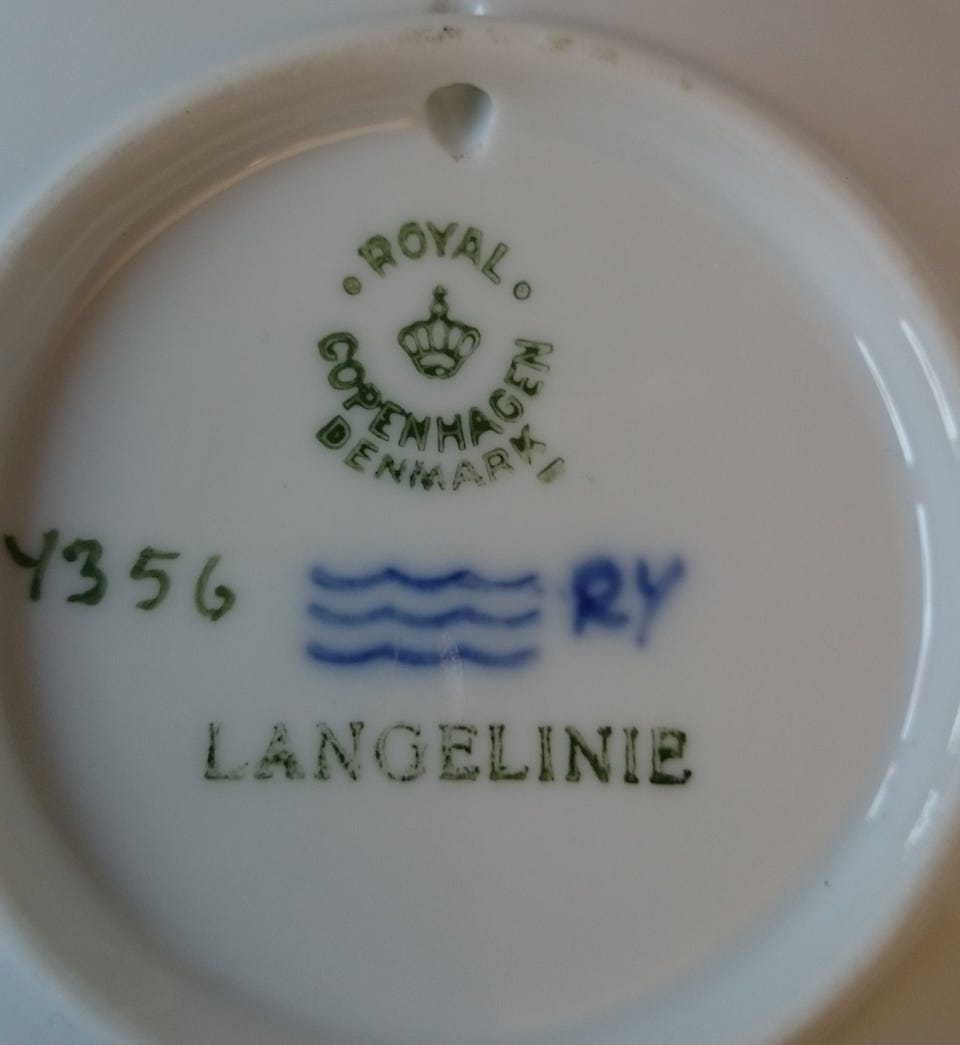 ROYAL
COPENHAGEN
DENMARK
4356
RY
LANGELINIE